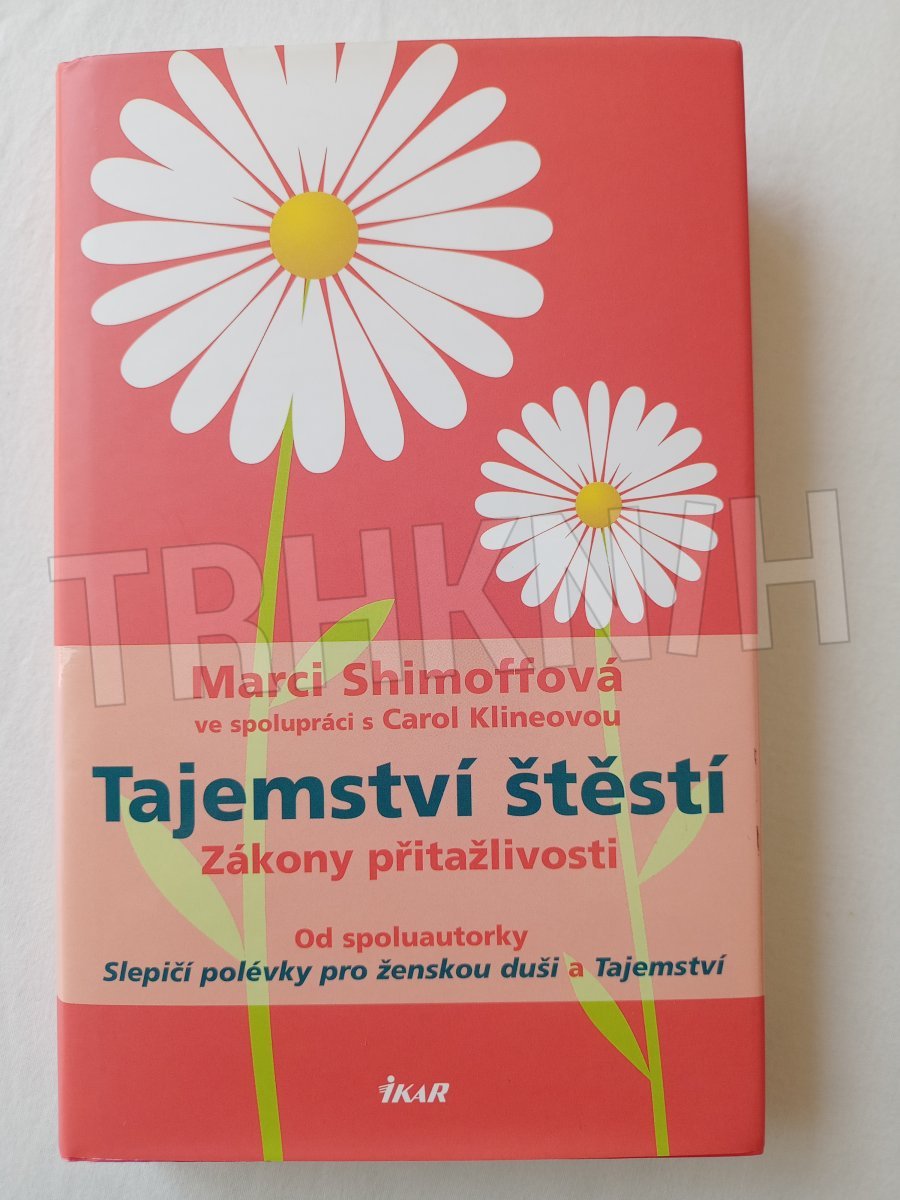 TRHKNIH
Marci Shimoffová
ve spolupráci s Carol Klineovou
Tajemství štěstí
Zákony přitažlivosti
Od spoluautorky
Slepičí polévky pro ženskou duši a Tajemství
iKAR